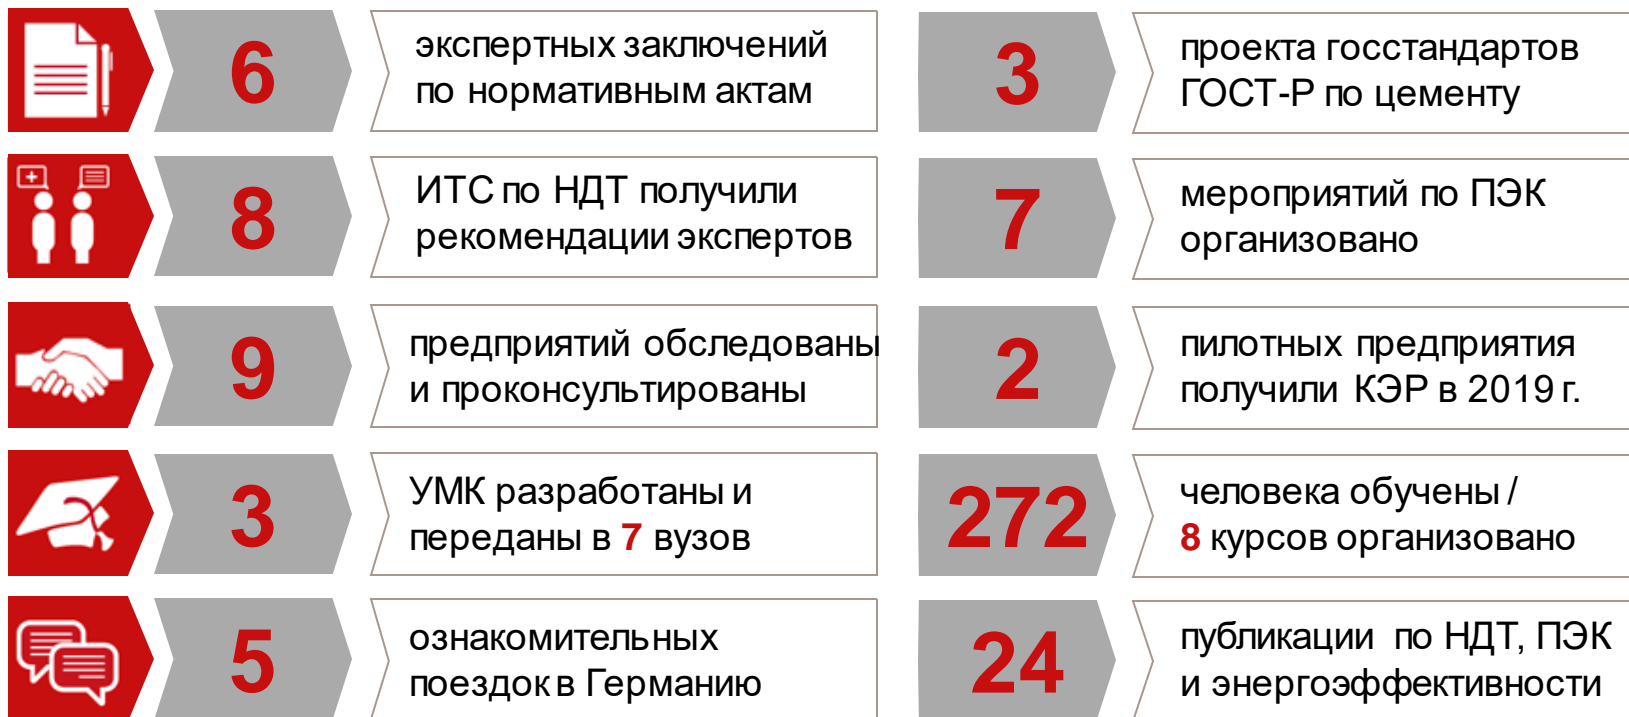 6
экспертных заключений
по нормативным актам
3
проекта госстандартов
ГОСТ-Р по цементу
8
ИТС по НДТ получили
рекомендации экспертов
7
мероприятий по ПЭК
организовано
9
предприятий обследованы
и проконсультированы
2
пилотных предприятия
получили КЭР в 2019 г.
3
УМК разработаны и
переданы в 7 вузов
272
человека обучены /
8 курсов организовано
5
ознакомительных
поездок в Германию
24
публикации по НДТ, ПЭК
и энергоэффективности